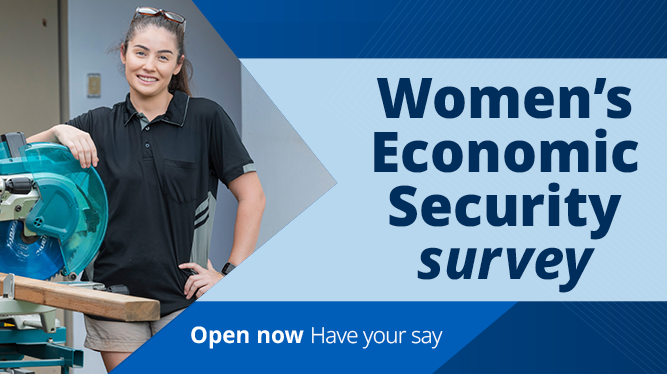 Women’s
Economic
Security
survey
Open now Have your say